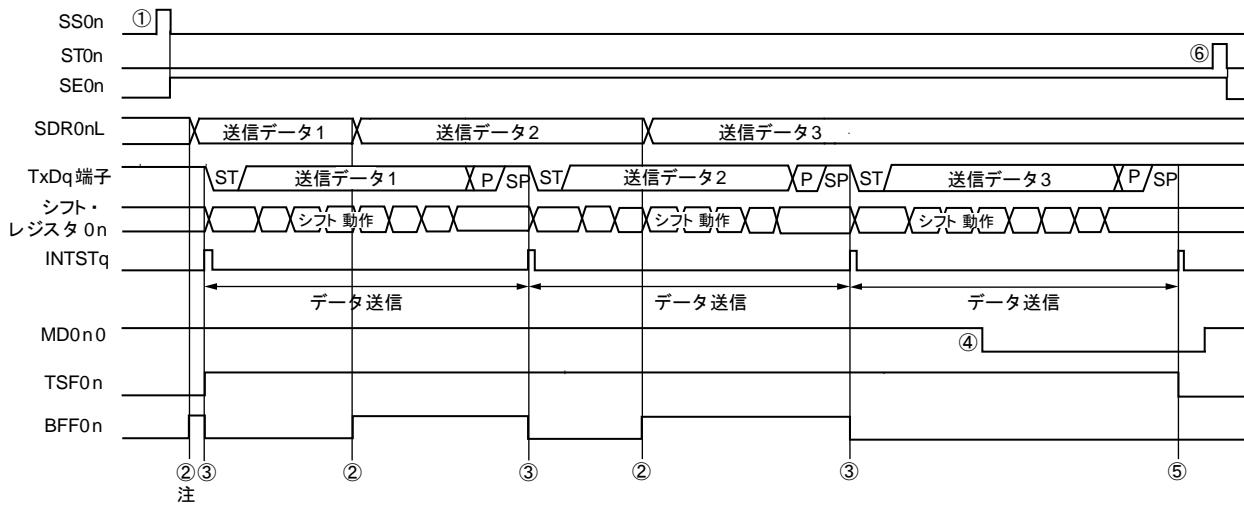 SS0n ①
ST0n ⑥
SE0n
SDR0nL 送信データ1 送信データ2 送信データ3
TxDq 端子 ST 送信データ1 P SP ST 送信データ2 P SP ST 送信データ3 P SP
シフト・
レジスタ 0n シフト 動作 シフト 動作 シフト 動作
INTSTq
データ送信 データ送信 データ送信
MD0n0 ④
TSF0n
BFF0n
②③ ② ③ ② ③ ⑤
注